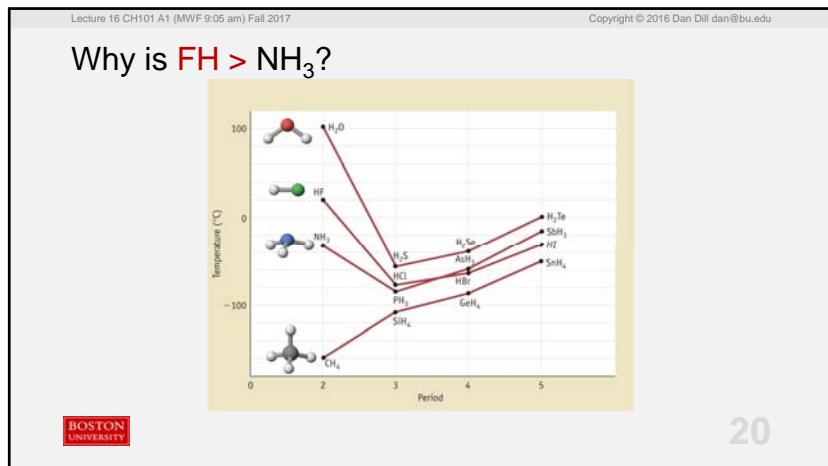 Lecture 16 CH101 A1 (MWF 9:05 am) Fall 2017
Copyright © 2016 Dan Dill dan@bu.edu
Why is FH > NH₃?
100
H₂O
HF
0
NH₃
H₂Te
SbH₃
H₂Se
HI
H₂S
AsH₃
SnH₄
HCl
HBr
-100
PH₃
GeH₄
SiH₄
CH₄
Temperature (°C)
0 2 3 4 5
Period
BOSTON
UNIVERSITY
20